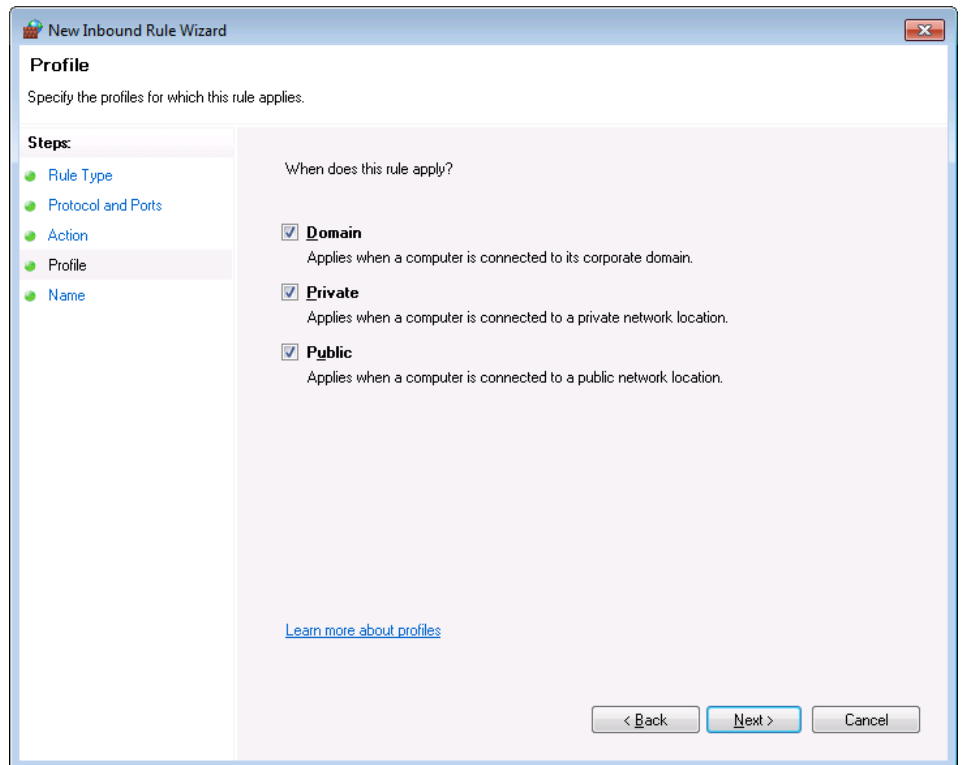 New Inbound Rule Wizard
Profile
Specify the profiles for which this rule applies.
Steps:
Rule Type
Protocol and Ports
Action
Profile
Name
When does this rule apply?
Domain
Applies when a computer is connected to its corporate domain.
Private
Applies when a computer is connected to a private network location.
Public
Applies when a computer is connected to a public network location.
Learn more about profiles
< Back
Next >
Cancel